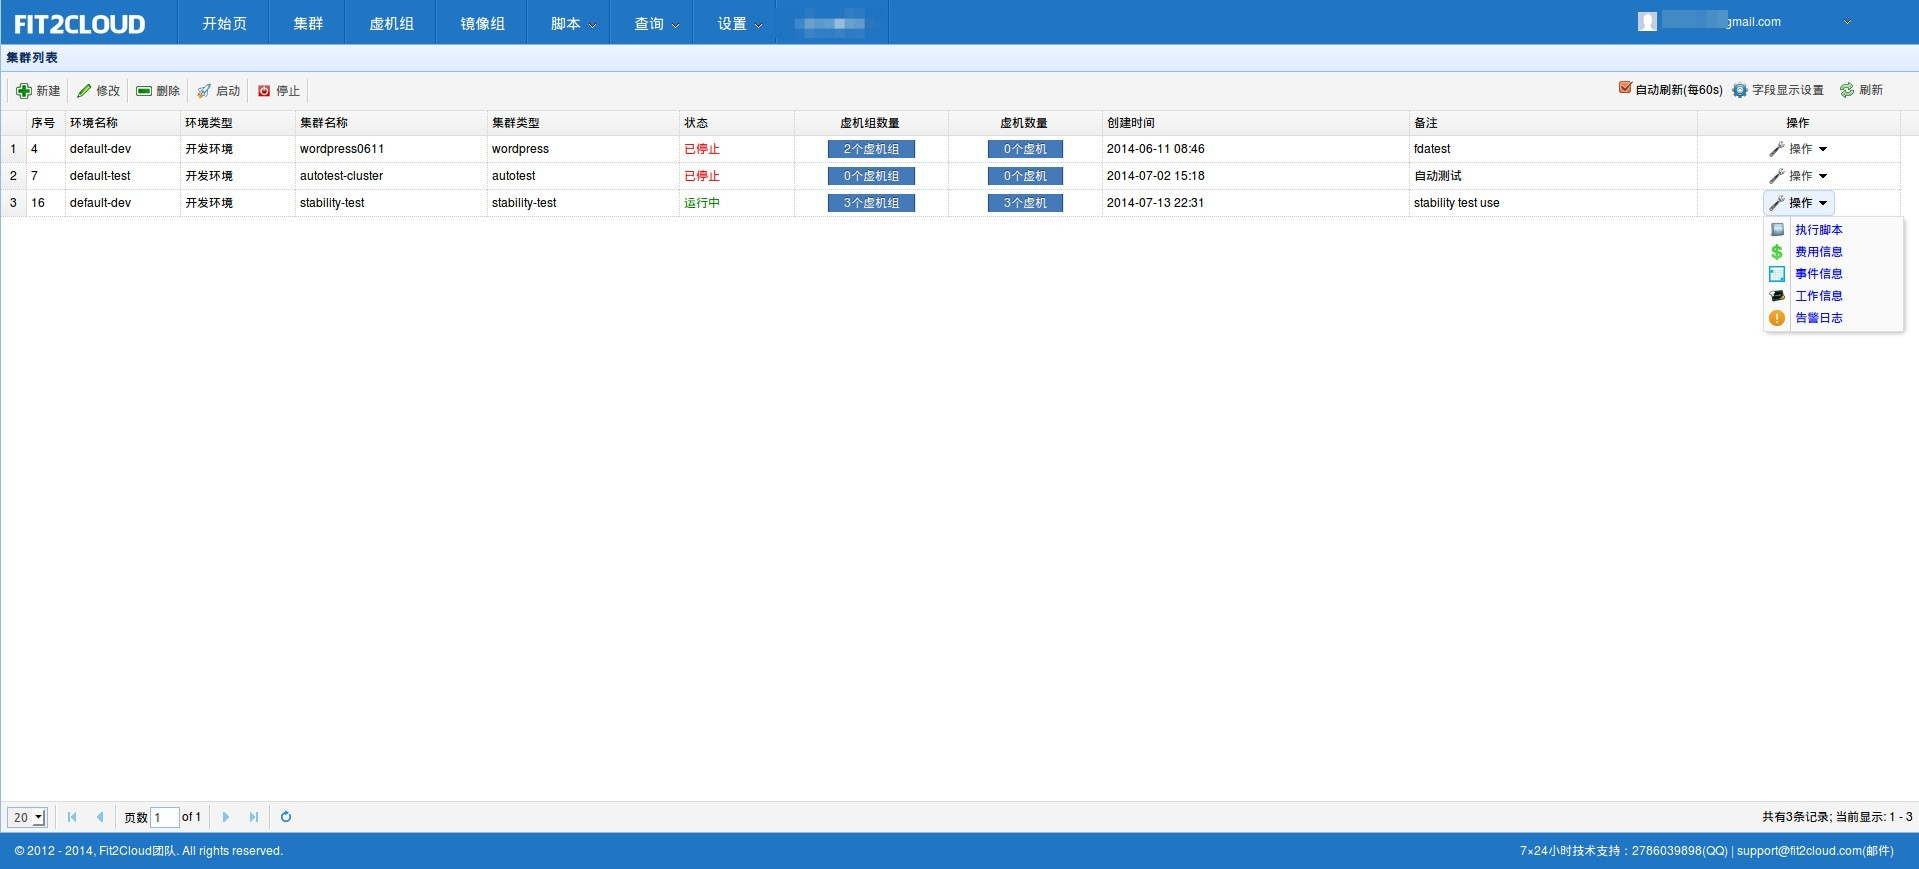 FIT2CLOUD 开始页 集群 虚机组 镜像组 脚本 查询 设置 gmail.com
集群列表
新建 修改 删除 启动 停止 自动刷新(每60s) 字段显示设置 刷新
序号 环境名称 环境类型 集群名称 集群类型 状态 虚机组数量 虚机数量 创建时间 备注 操作
1 4 default-dev 开发环境 wordpress0611 wordpress 已停止 2个虚机组 0个虚机 2014-06-11 08:46 fdatest 操作
2 7 default-test 开发环境 autotest-cluster autotest 已停止 0个虚机组 0个虚机 2014-07-02 15:18 自动测试 操作
3 16 default-dev 开发环境 stability-test stability-test 运行中 3个虚机组 3个虚机 2014-07-13 22:31 stability test use 操作
执行脚本
费用信息
事件信息
工作信息
告警日志
20 页数 1 of 1 共有3条记录; 当前显示: 1 - 3
© 2012 - 2014, Fit2Cloud团队. All rights reserved. 7×24小时技术支持：2786039898(QQ) | support@fit2cloud.com(邮件)